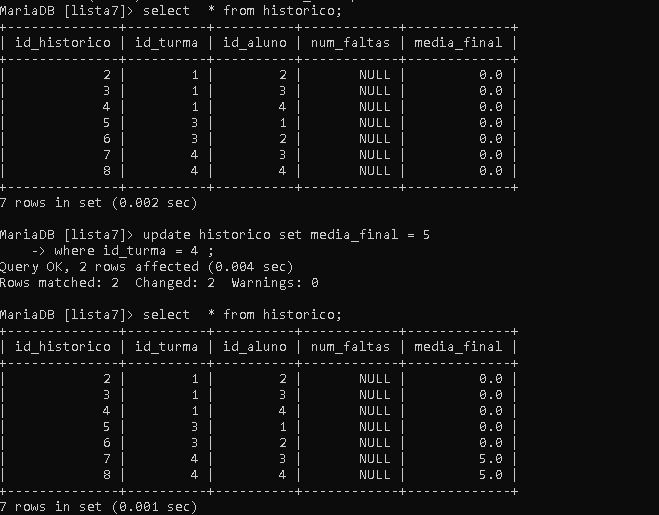 MariaDB [lista7]> select  * from historico;
+--------------+----------+----------+------------+-------------+
| id_historico | id_turma | id_aluno | num_faltas | media_final |
+--------------+----------+----------+------------+-------------+
|            2 |        1 |        2 |       NULL |         0.0 |
|            3 |        1 |        3 |       NULL |         0.0 |
|            4 |        1 |        4 |       NULL |         0.0 |
|            5 |        3 |        1 |       NULL |         0.0 |
|            6 |        3 |        2 |       NULL |         0.0 |
|            7 |        4 |        3 |       NULL |         0.0 |
|            8 |        4 |        4 |       NULL |         0.0 |
+--------------+----------+----------+------------+-------------+
7 rows in set (0.002 sec)

MariaDB [lista7]> update historico set media_final = 5
    -> where id_turma = 4 ;
Query OK, 2 rows affected (0.004 sec)
Rows matched: 2  Changed: 2  Warnings: 0

MariaDB [lista7]> select  * from historico;
+--------------+----------+----------+------------+-------------+
| id_historico | id_turma | id_aluno | num_faltas | media_final |
+--------------+----------+----------+------------+-------------+
|            2 |        1 |        2 |       NULL |         0.0 |
|            3 |        1 |        3 |       NULL |         0.0 |
|            4 |        1 |        4 |       NULL |         0.0 |
|            5 |        3 |        1 |       NULL |         0.0 |
|            6 |        3 |        2 |       NULL |         0.0 |
|            7 |        4 |        3 |       NULL |         5.0 |
|            8 |        4 |        4 |       NULL |         5.0 |
+--------------+----------+----------+------------+-------------+
7 rows in set (0.001 sec)